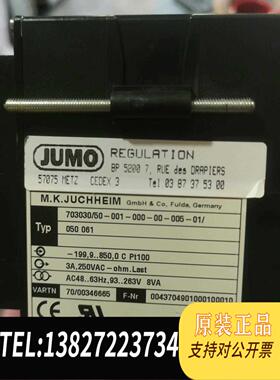 JUMO
REGULATION
BP 5200 7, RUE des DRAPIERS
57075 METZ CEDEX 3 Tel 03 87 37 53 00
M.K.JUCHHEIM GmbH & Co, Fulda, Germany
703030/50-001-000-00-005-01/
Typ 050 061
-199,9..850,0 C Pt100
3A,250VAC-ohm.Last
AC48..63Hz,93..263V 8VA
VARTN 70/00346665 F-Nr 0043704901000100010
CE
原装正品
支持对公开票
TEL:13827223734